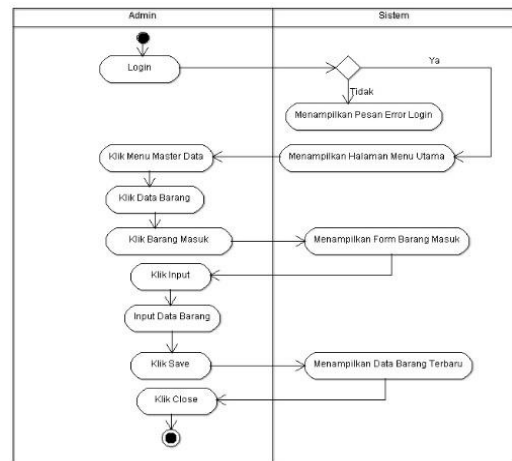 Admin
Sistem
Login
Ya
Tidak
Menampilkan Pesan Error Login
Klik Menu Master Data
Menampilkan Halaman Menu Utama
Klik Data Barang
Klik Barang Masuk
Menampilkan Form Barang Masuk
Klik Input
Input Data Barang
Klik Save
Menampilkan Data Barang Terbaru
Klik Close